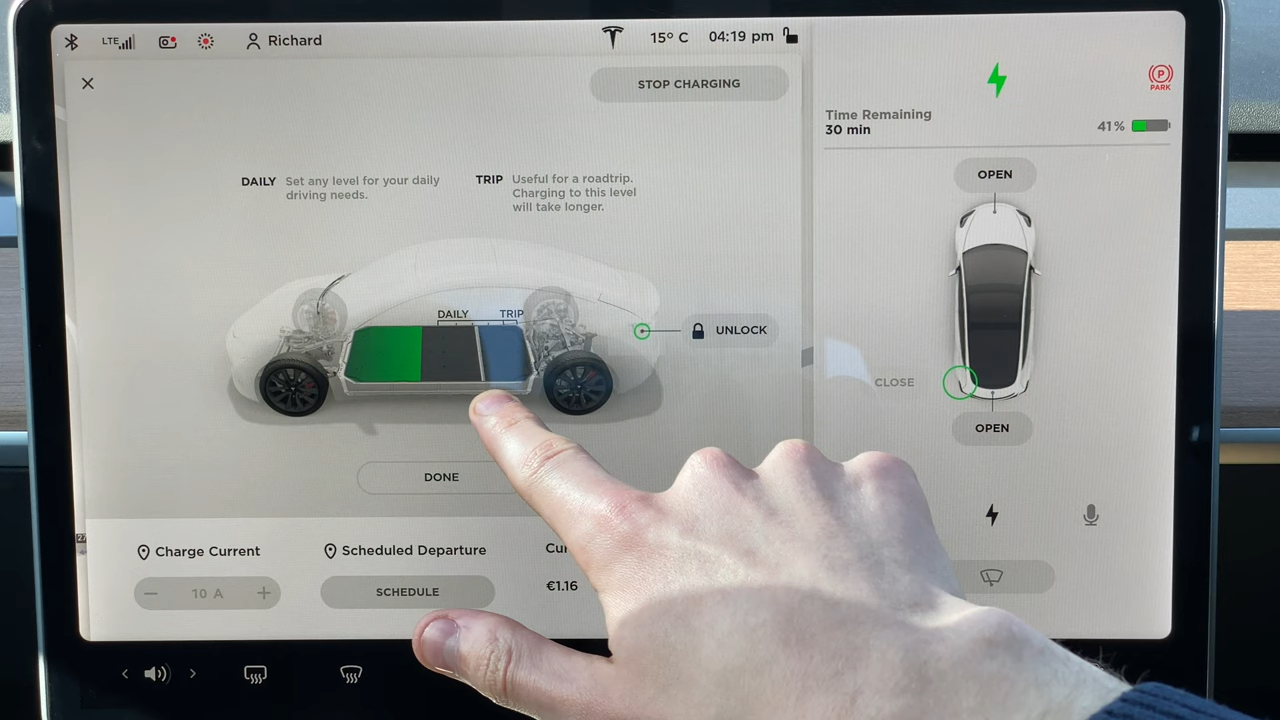 LTE
Richard
15° C
04:19 pm
STOP CHARGING
P
PARK
Time Remaining
30 min
41%
DAILY
Set any level for your daily
driving needs.
TRIP
Useful for a roadtrip.
Charging to this level
will take longer.
OPEN
DAILY
TRIP
UNLOCK
CLOSE
OPEN
DONE
Charge Current
Scheduled Departure
10 A
SCHEDULE
€1.16